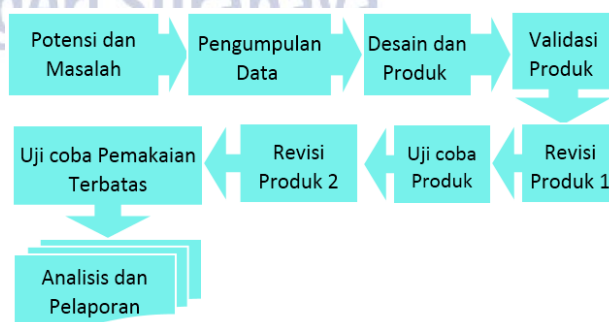 Potensi dan
Masalah
Pengumpulan
Data
Desain dan
Produk
Validasi
Produk
Revisi
Produk 1
Uji coba
Produk
Revisi
Produk 2
Uji coba Pemakaian
Terbatas
Analisis dan
Pelaporan